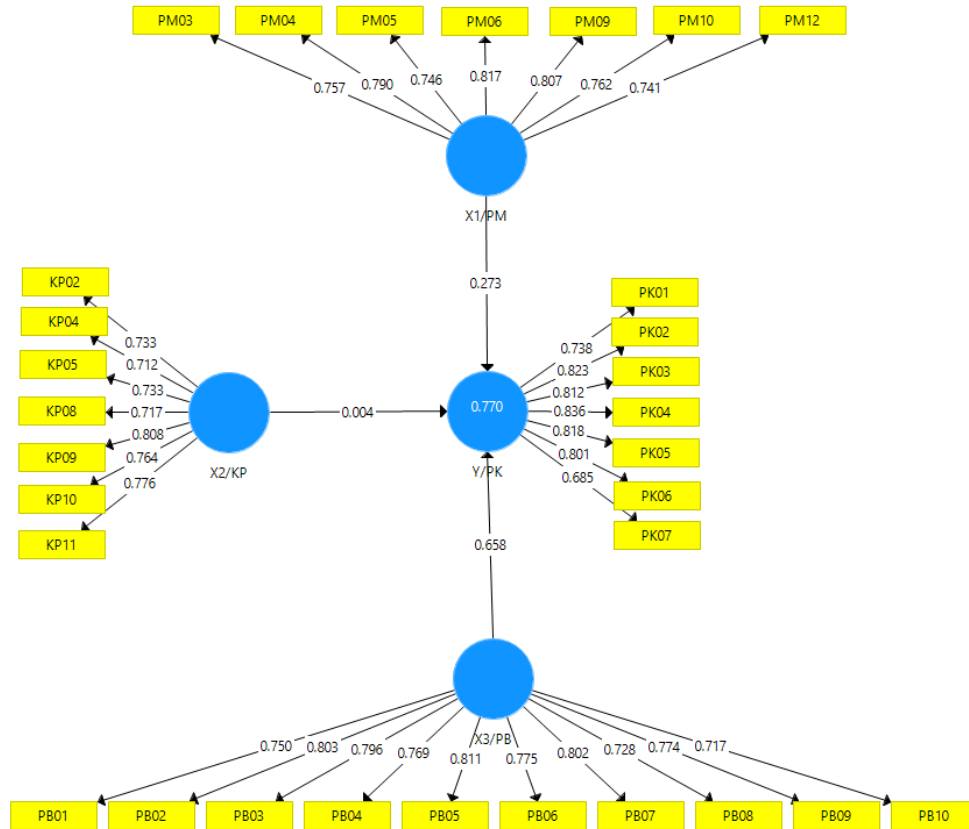 PM03 PM04 PM05 PM06 PM09 PM10 PM12
0.757 0.790 0.746 0.817 0.807 0.762 0.741
X1/PM
0.273
KP02
KP04
KP05
KP08
KP09
KP10
KP11
0.733
0.712
0.733
0.717
0.808
0.764
0.776
X2/KP
0.004
0.770
Y/PK
0.738
0.823
0.812
0.836
0.818
0.801
0.685
PK01
PK02
PK03
PK04
PK05
PK06
PK07
0.658
X3/PB
0.750 0.803 0.796 0.769 0.811 0.775 0.802 0.728 0.774 0.717
PB01 PB02 PB03 PB04 PB05 PB06 PB07 PB08 PB09 PB10